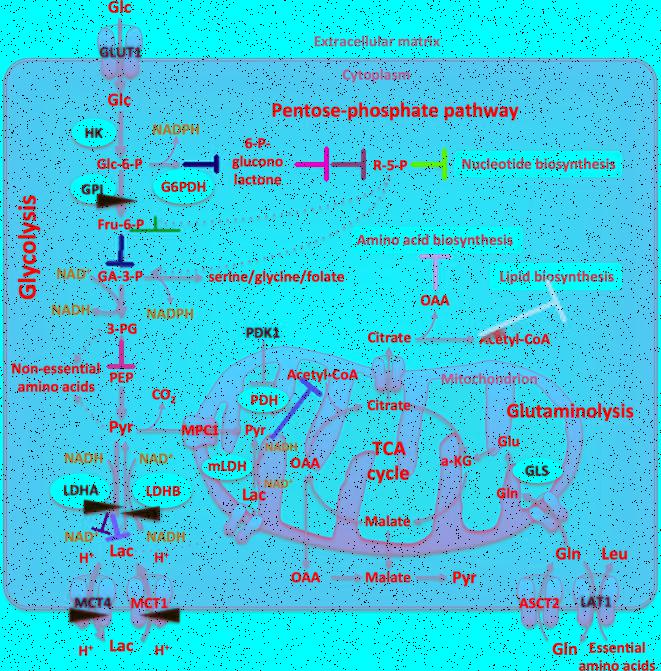 Glc
GLUT1
Extracellular matrix
Cytoplasm
Glc
Pentose-phosphate pathway
HK
NADPH
Glc-6-P
6-P-
glucono
lactone
R-5-P
Nucleotide biosynthesis
GPI
G6PDH
Glycolysis
Fru-6-P
Amino acid biosynthesis
NAD⁺
GA-3-P
serine/glycine/folate
Lipid biosynthesis
OAA
NADH
NADPH
3-PG
PDK1
Citrate
Acetyl-CoA
Non-essential
amino acids
PEP
Acetyl-CoA
Mitochondrion
CO₂
PDH
Citrate
Glutaminolysis
Pyr
MPC1
Pyr
NADH
TCA
cycle
Glu
NADH
NAD⁺
mLDH
OAA
a-KG
GLS
LDHA
LDHB
Lac
NAD⁺
Gln
Malate
NAD⁺
NADH
H⁺
Lac
H⁺
Gln
Leu
OAA
Malate
Pyr
MCT4
MCT1
ASCT2
LAT1
H⁺
Lac
H⁺
Gln
Essential
amino acids